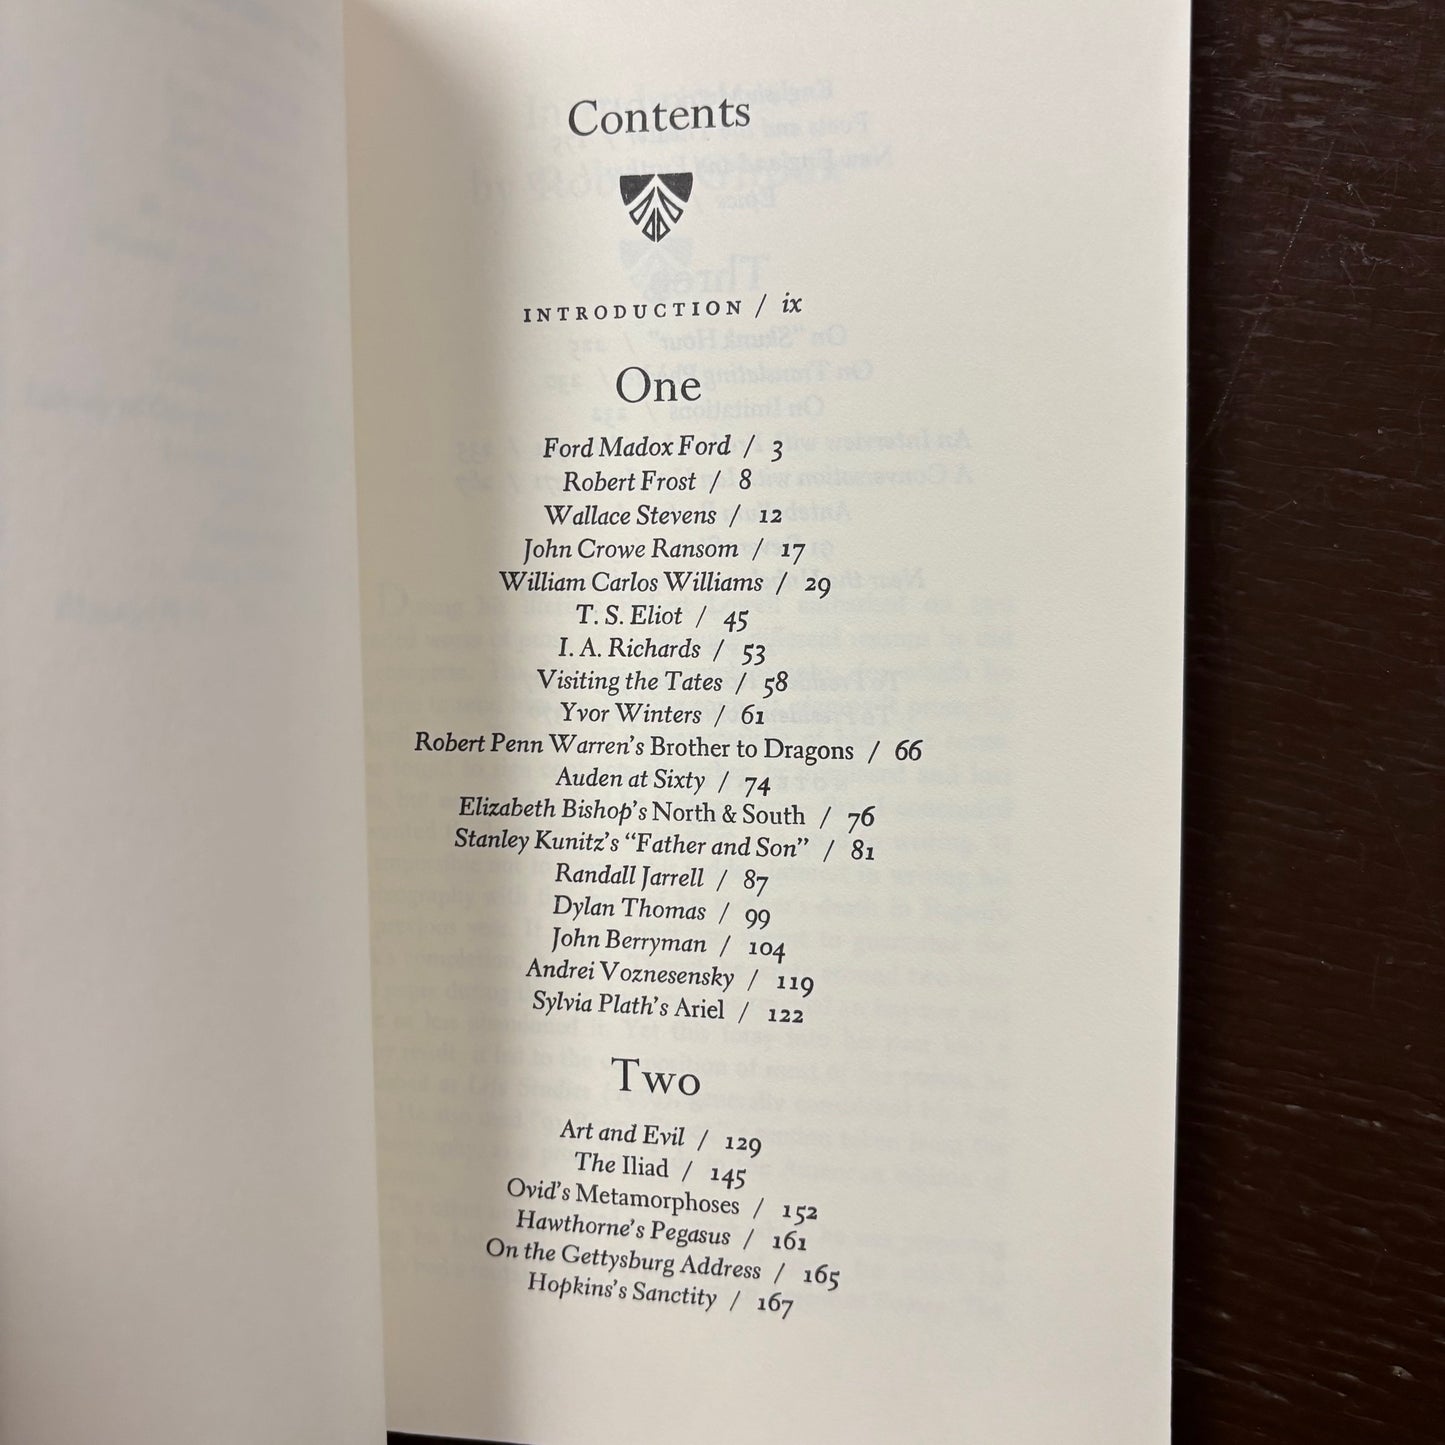 Contents
INTRODUCTION / ix
One
Ford Madox Ford / 3
Robert Frost / 8
Wallace Stevens / 12
John Crowe Ransom / 17
William Carlos Williams / 29
T. S. Eliot / 45
I. A. Richards / 53
Visiting the Tates / 58
Yvor Winters / 61
Robert Penn Warren's Brother to Dragons / 66
Auden at Sixty / 74
Elizabeth Bishop's North & South / 76
Stanley Kunitz's “Father and Son” / 81
Randall Jarrell / 87
Dylan Thomas / 99
John Berryman / 104
Andrei Voznesensky / 119
Sylvia Plath's Ariel / 122
Two
Art and Evil / 129
The Iliad / 145
Ovid's Metamorphoses / 152
Hawthorne's Pegasus / 161
On the Gettysburg Address / 165
Hopkins's Sanctity / 167